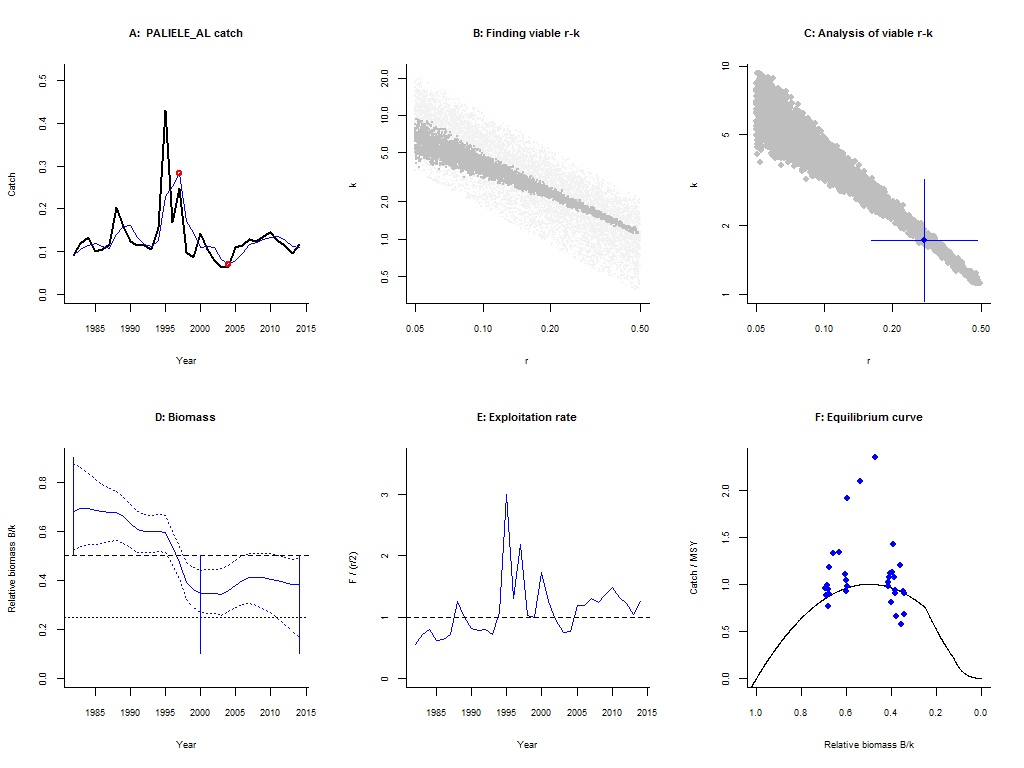 A:  PALIELE_AL catch
B: Finding viable r-k
C: Analysis of viable r-k
Catch
0.0 0.1 0.2 0.3 0.4 0.5
1985 1990 1995 2000 2005 2010 2015
Year
k
0.5 1.0 2.0 5.0 10.0 20.0
0.05 0.10 0.20 0.50
r
k
1 2 5 10
0.05 0.10 0.20 0.50
r
D: Biomass
E: Exploitation rate
F: Equilibrium curve
Relative biomass B/k
0.0 0.2 0.4 0.6 0.8
1985 1990 1995 2000 2005 2010 2015
Year
F / (r/2)
0 1 2 3
1985 1990 1995 2000 2005 2010 2015
Year
Catch / MSY
0.0 0.5 1.0 1.5 2.0
1.0 0.8 0.6 0.4 0.2 0.0
Relative biomass B/k